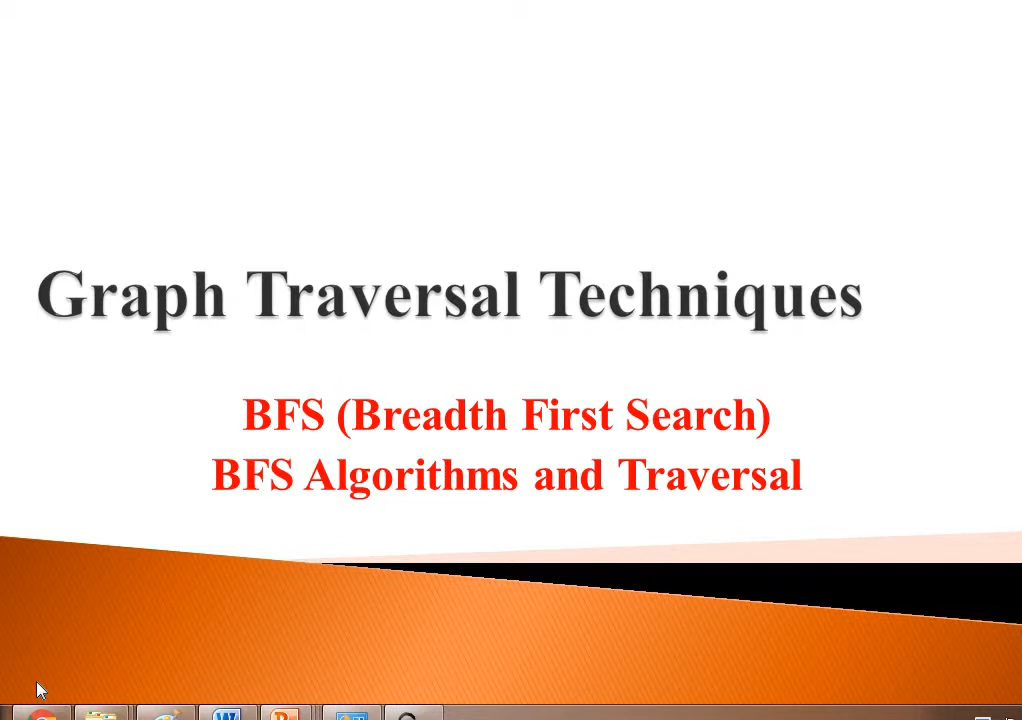 Graph Traversal Techniques
BFS (Breadth First Search)
BFS Algorithms and Traversal